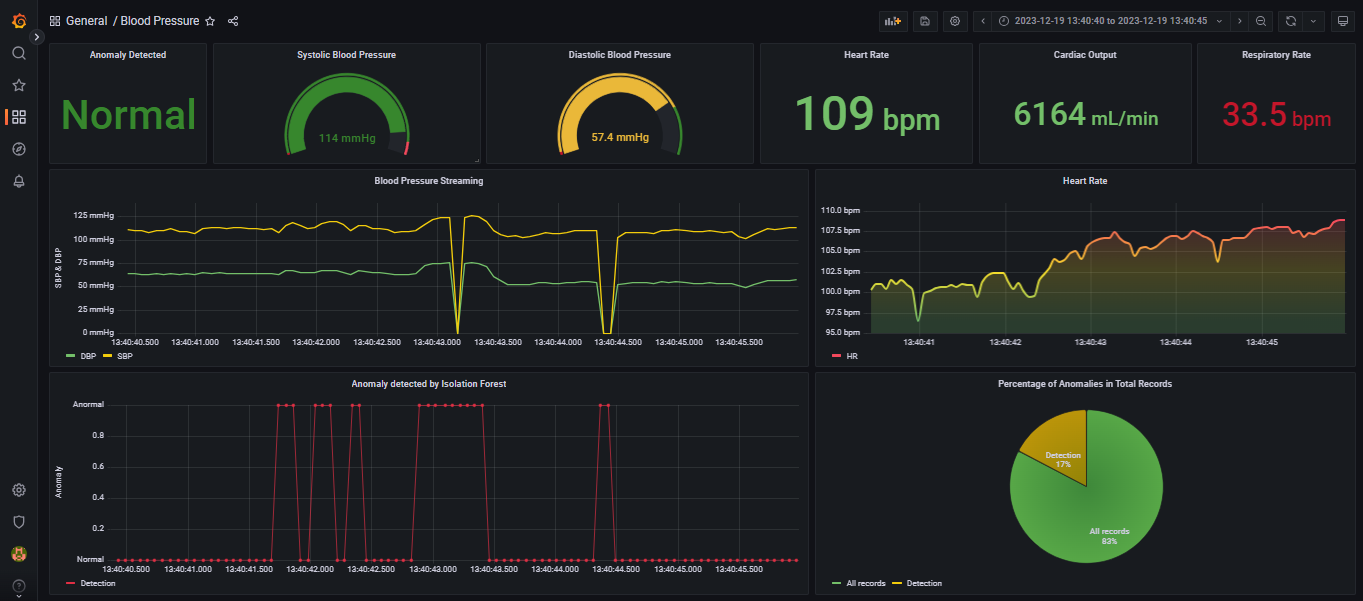 General / Blood Pressure
2023-12-19 13:40:40 to 2023-12-19 13:40:45
Anomaly Detected
Normal
Systolic Blood Pressure
114 mmHg
Diastolic Blood Pressure
57.4 mmHg
Heart Rate
109 bpm
Cardiac Output
6164 mL/min
Respiratory Rate
33.5 bpm
Blood Pressure Streaming
SBP & DBP
125 mmHg
100 mmHg
75 mmHg
50 mmHg
25 mmHg
0 mmHg
13:40:40.500 13:40:41.000 13:40:41.500 13:40:42.000 13:40:42.500 13:40:43.000 13:40:43.500 13:40:44.000 13:40:44.500 13:40:45.000 13:40:45.500
DBP SBP
Heart Rate
110.0 bpm
107.5 bpm
105.0 bpm
102.5 bpm
100.0 bpm
97.5 bpm
95.0 bpm
13:40:41 13:40:42 13:40:43 13:40:44 13:40:45
HR
Anomaly detected by Isolation Forest
Anomaly
Anormal
0.8
0.6
0.4
0.2
Normal
13:40:40.500 13:40:41.000 13:40:41.500 13:40:42.000 13:40:42.500 13:40:43.000 13:40:43.500 13:40:44.000 13:40:44.500 13:40:45.000 13:40:45.500
Detection
Percentage of Anomalies in Total Records
Detection
17%
All records
83%
All records Detection